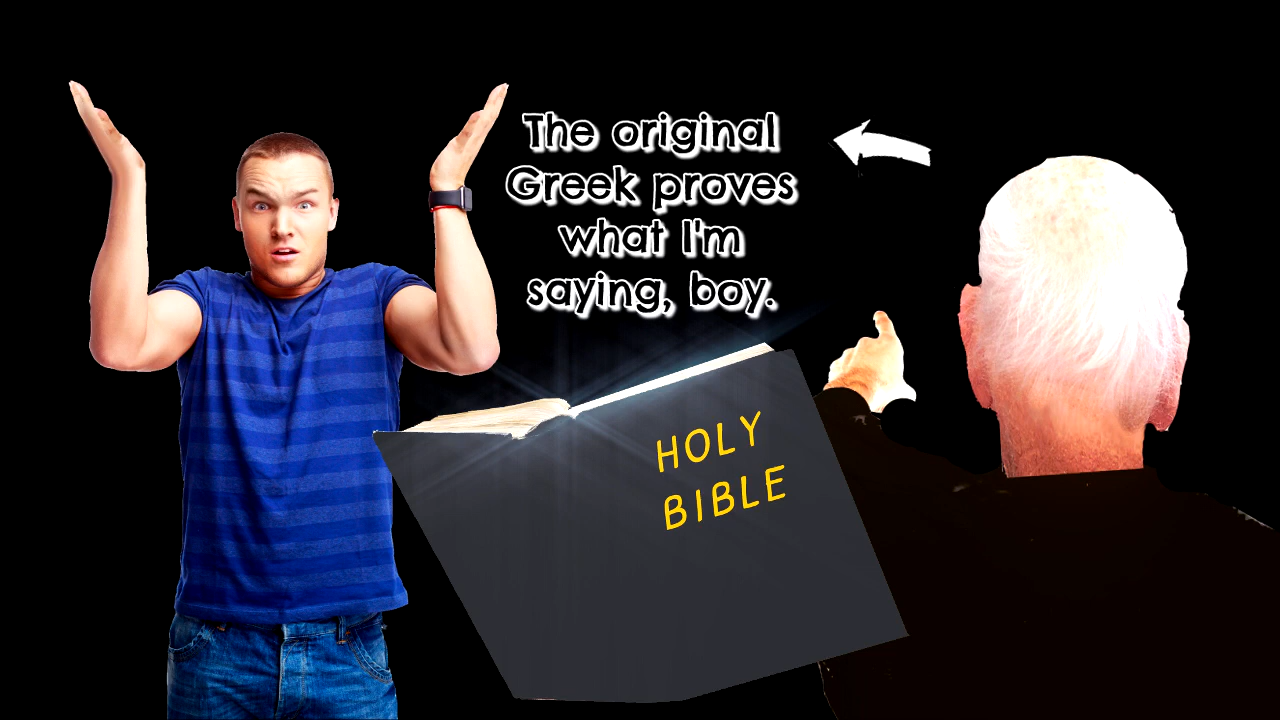 The original
Greek proves
what I'm
saying, boy.
HOLY
BIBLE